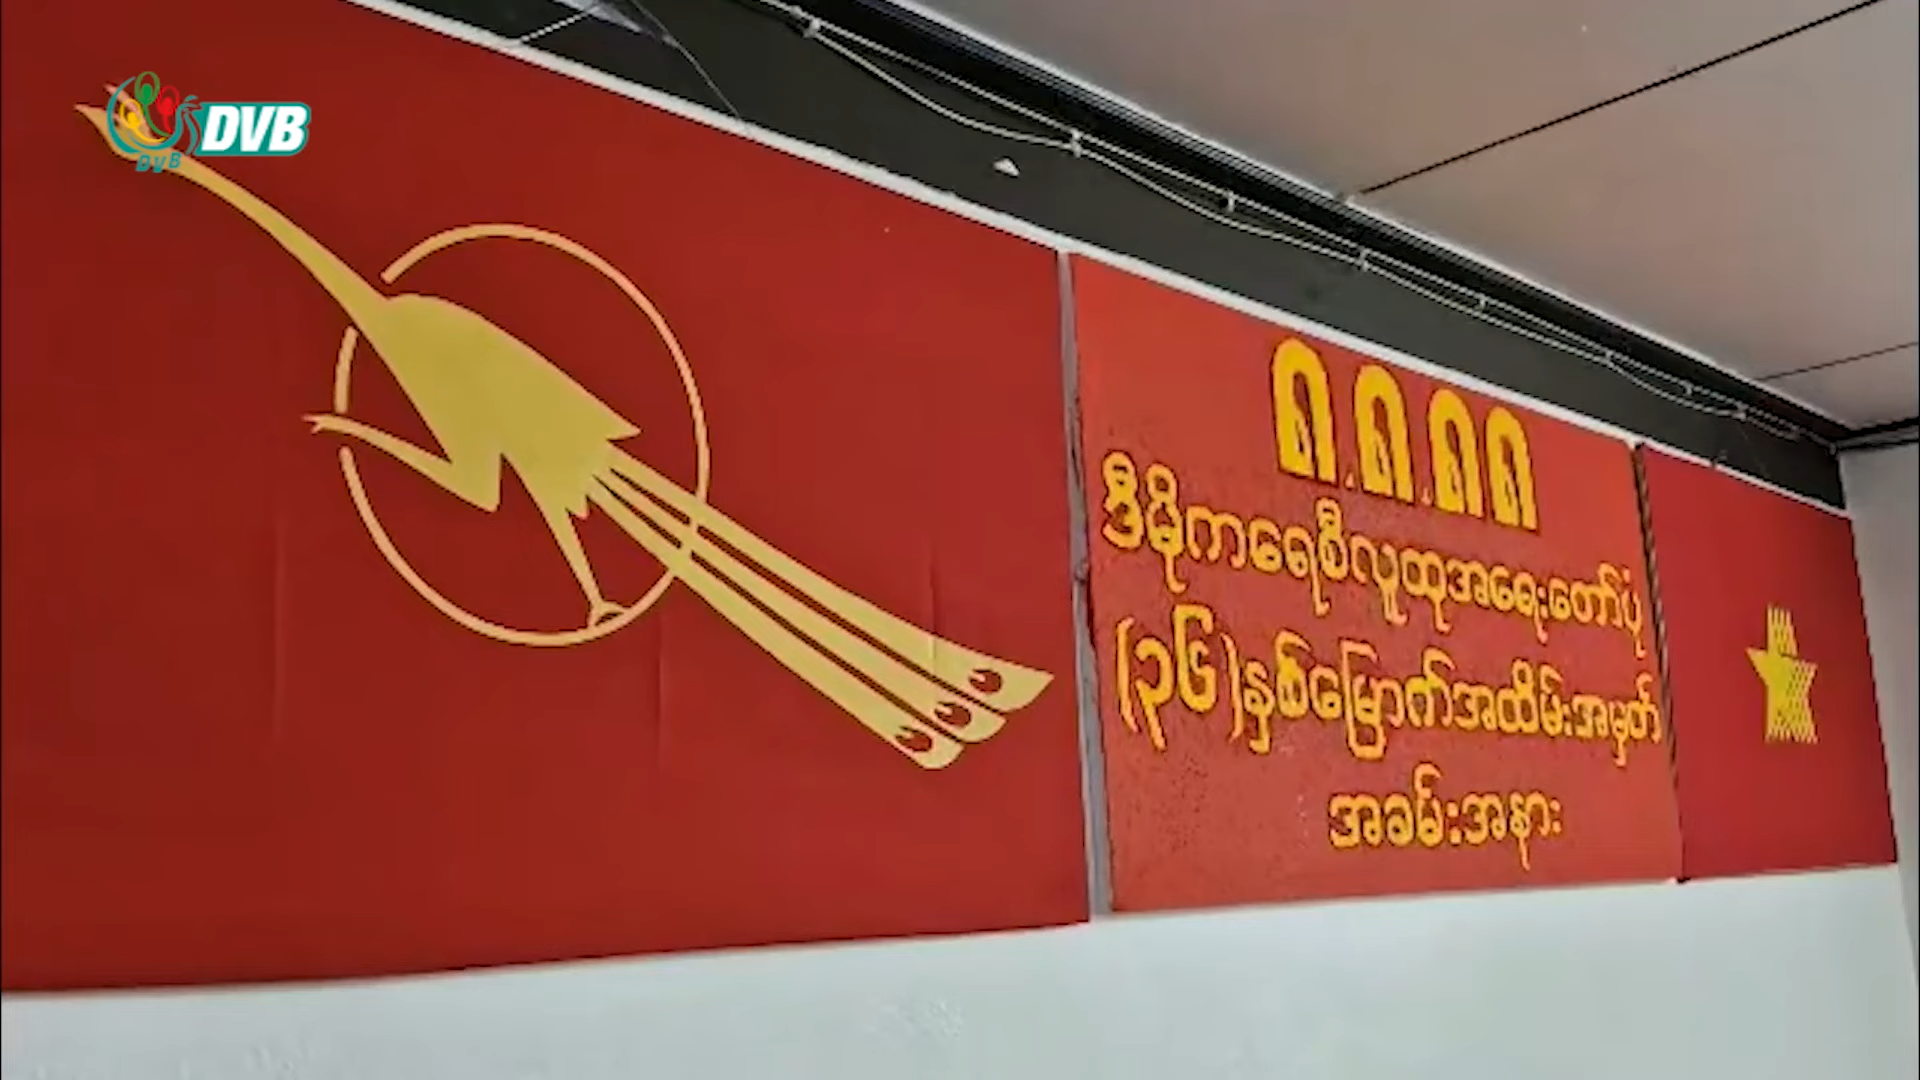 DVB
DVB
၈.၈.၈၈
ဒီမိုကရေစီလူထုအရေးတော်ပုံ
(၃၆)နှစ်မြောက်အထိမ်းအမှတ်
အခမ်းအနား